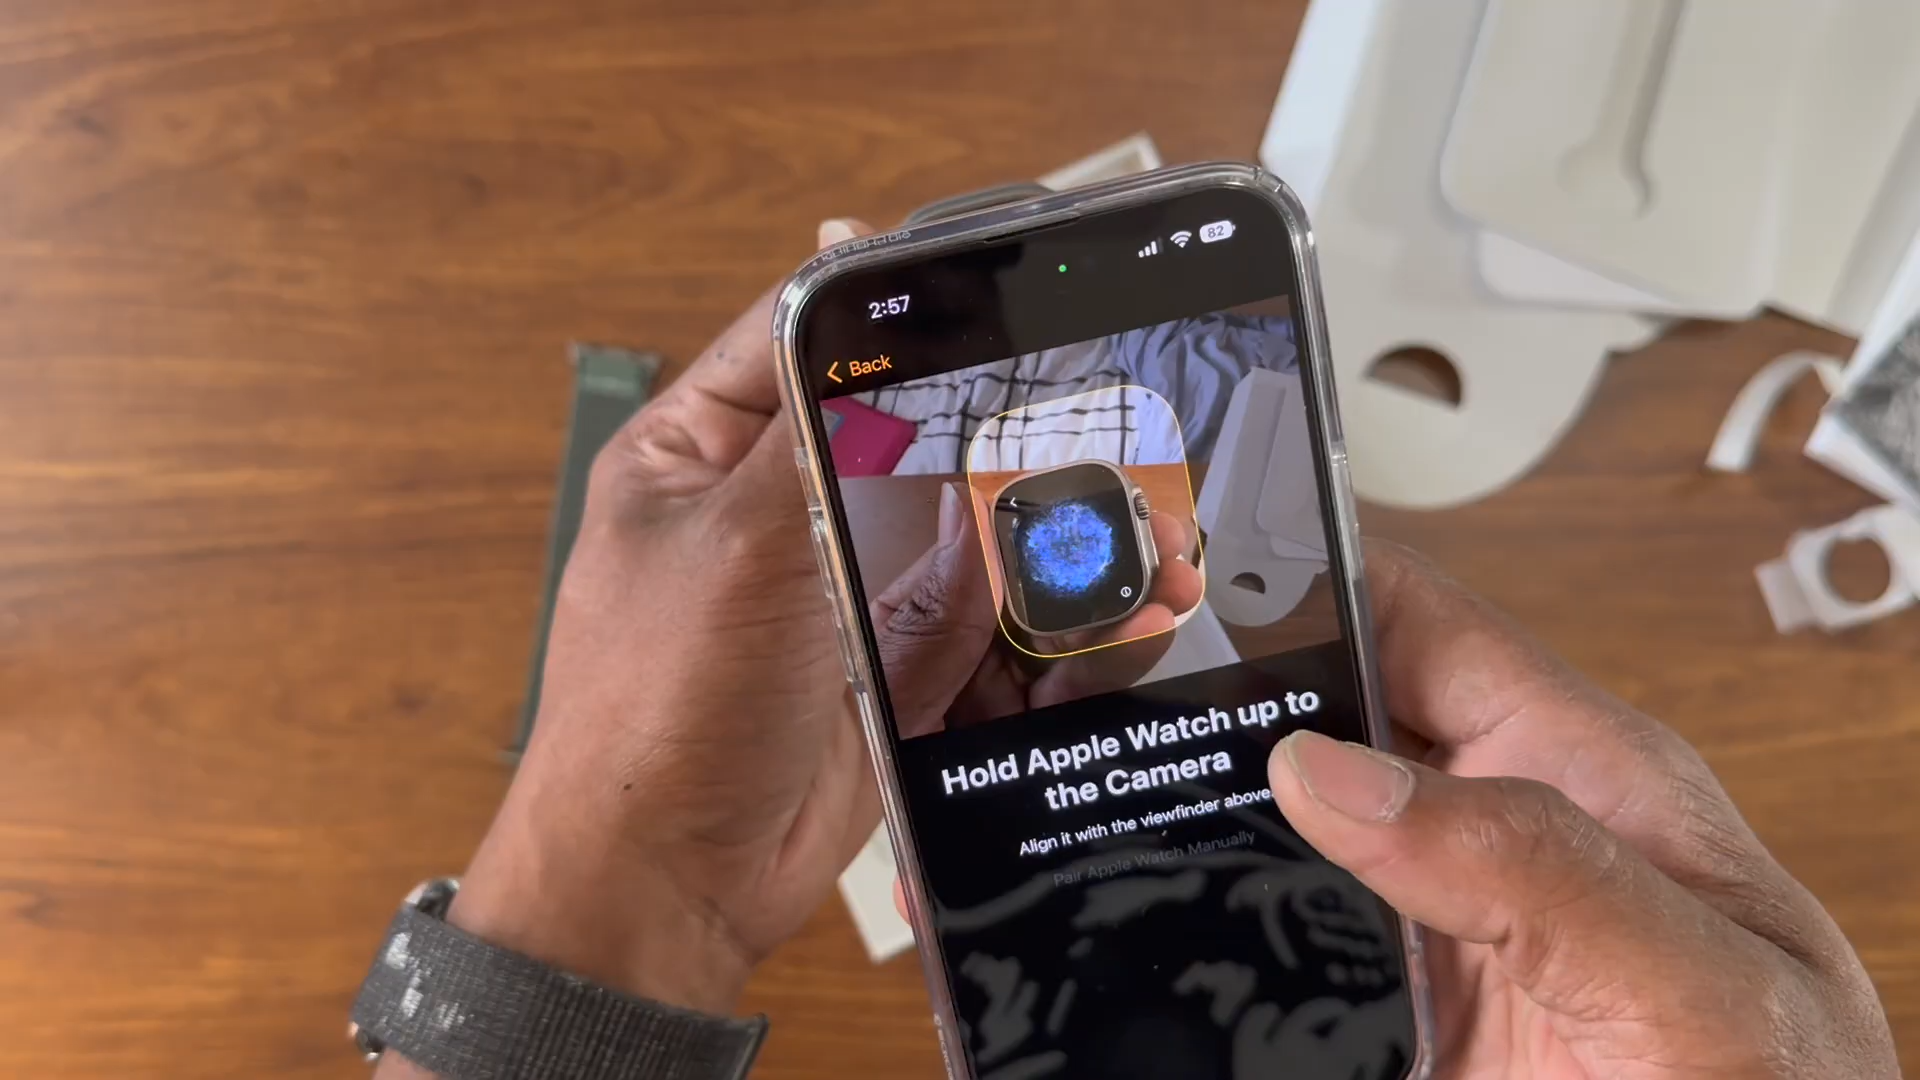 2:57
82
Back
Hold Apple Watch up to
the Camera
Align it with the viewfinder above.
Pair Apple Watch Manually